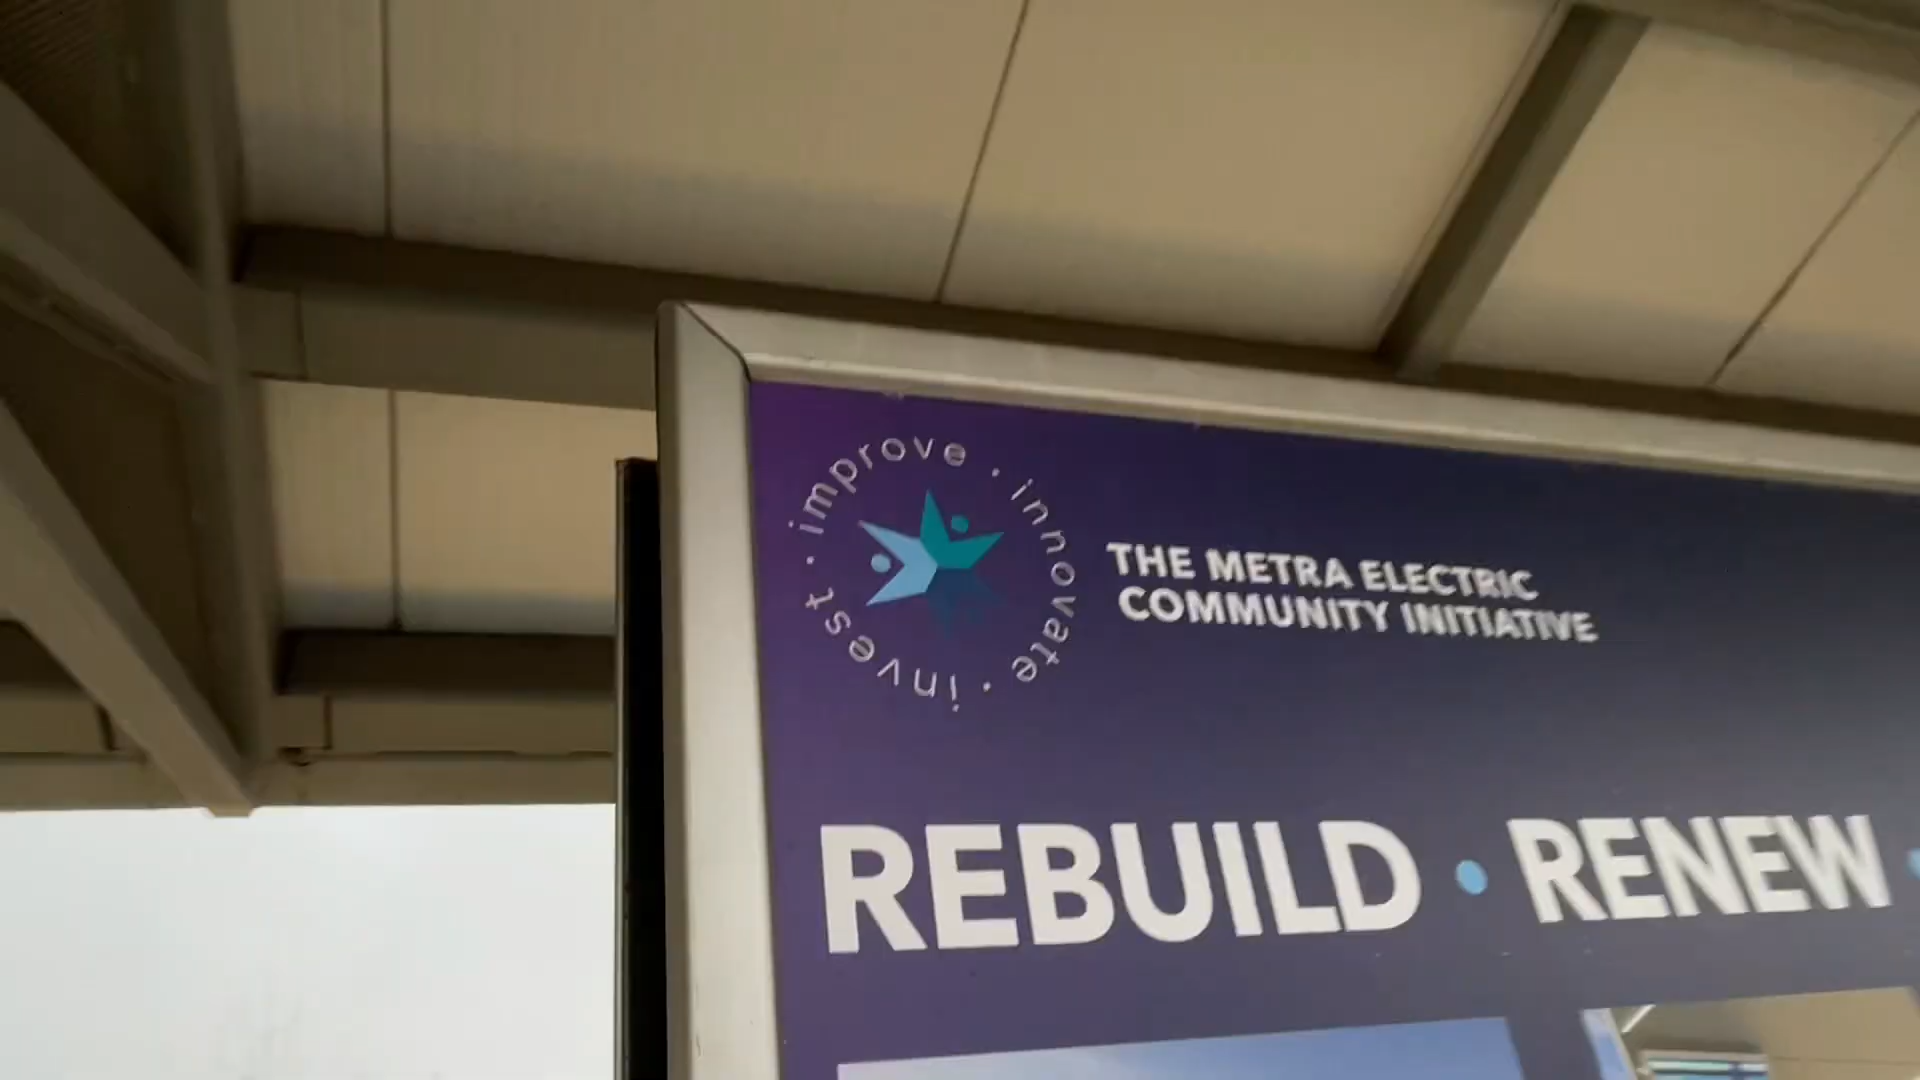 improve · innovate · invest ·
THE METRA ELECTRIC
COMMUNITY INITIATIVE
REBUILD • RENEW •